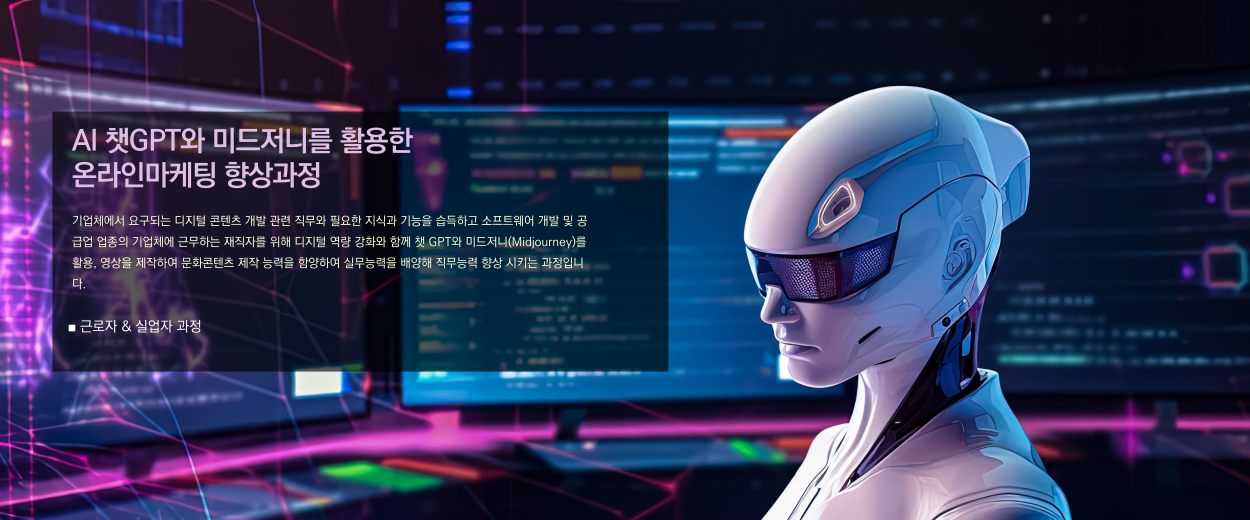 AI 챗GPT와 미드저니를 활용한
온라인마케팅 향상과정
기업체에서 요구되는 디지털 콘텐츠 개발 관련 직무와 필요한 지식과 기능을 습득하고 소프트웨어 개발 및 공
급업 업종의 기업체에 근무하는 재직자를 위해 디지털 역량 강화와 함께 챗 GPT와 미드저니(Midjourney)를
활용, 영상을 제작하여 문화콘텐츠 제작 능력을 함양하여 실무능력을 배양해 직무능력 향상 시키는 과정입니
다.
■ 근로자 & 실업자 과정